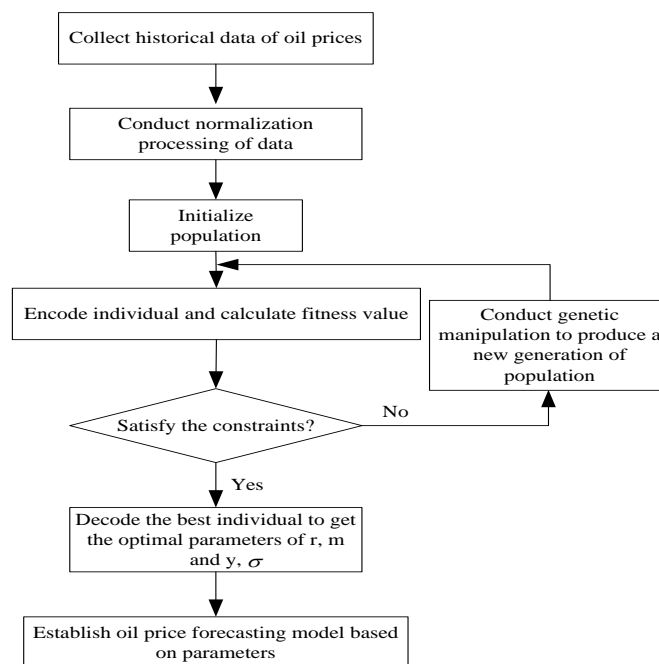 Collect historical data of oil prices
Conduct normalization
processing of data
Initialize
population
Encode individual and calculate fitness value
Conduct genetic
manipulation to produce a
new generation of
population
Satisfy the constraints?
No
Yes
Decode the best individual to get
the optimal parameters of r, m
and y, σ
Establish oil price forecasting model based on
parameters